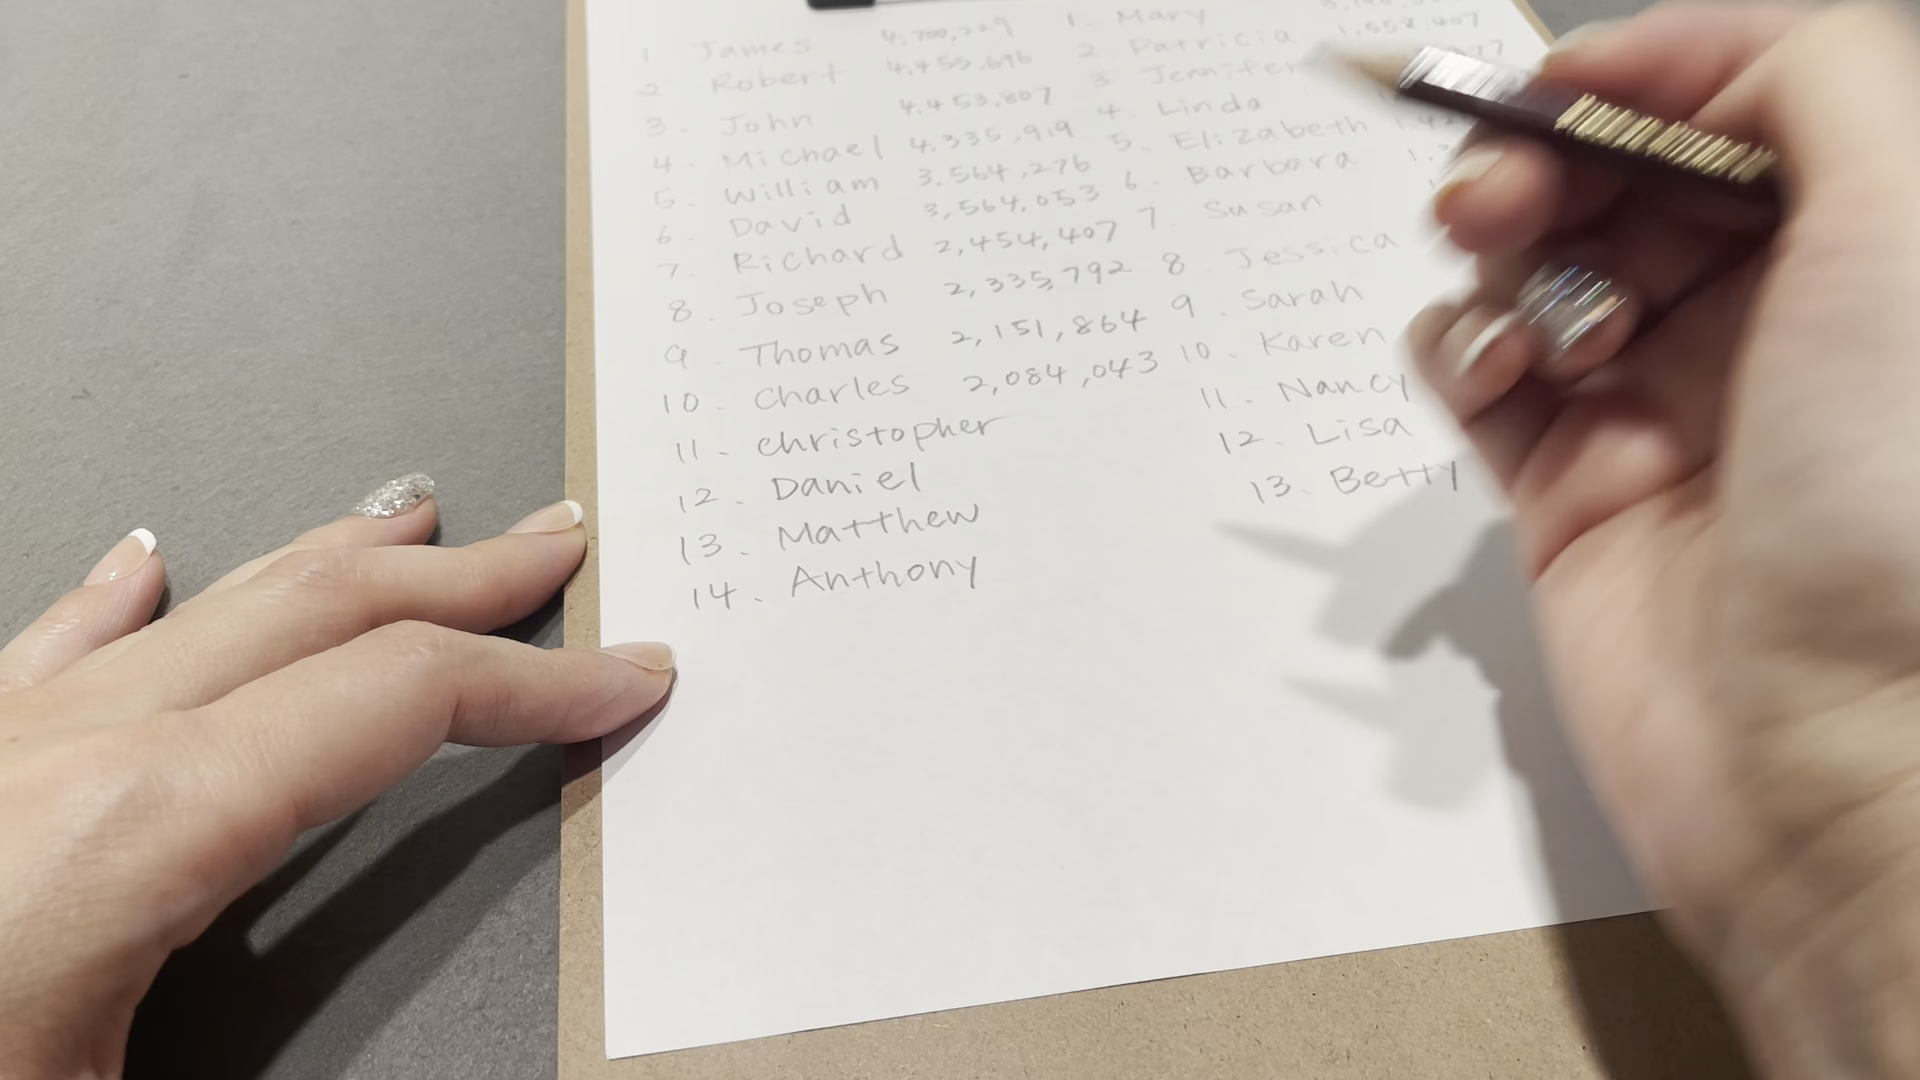 1 James 4,700,229 1. Mary
2 Robert 4,455,696 2 Patricia 1,558,407
3. John 4,453,807 3 Jennifer
4. Michael 4,335,919 4. Linda
5. William 3,564,276 5. Elizabeth
6. David 3,564,053 6. Barbara
7. Richard 2,454,407 7 Susan
8. Joseph 2,335,792 8 Jessica
9. Thomas 2,151,864 9. Sarah
10. Charles 2,084,043 10. Karen
11. christopher 11. Nancy
12. Daniel 12. Lisa
13. Matthew 13. Betty
14. Anthony